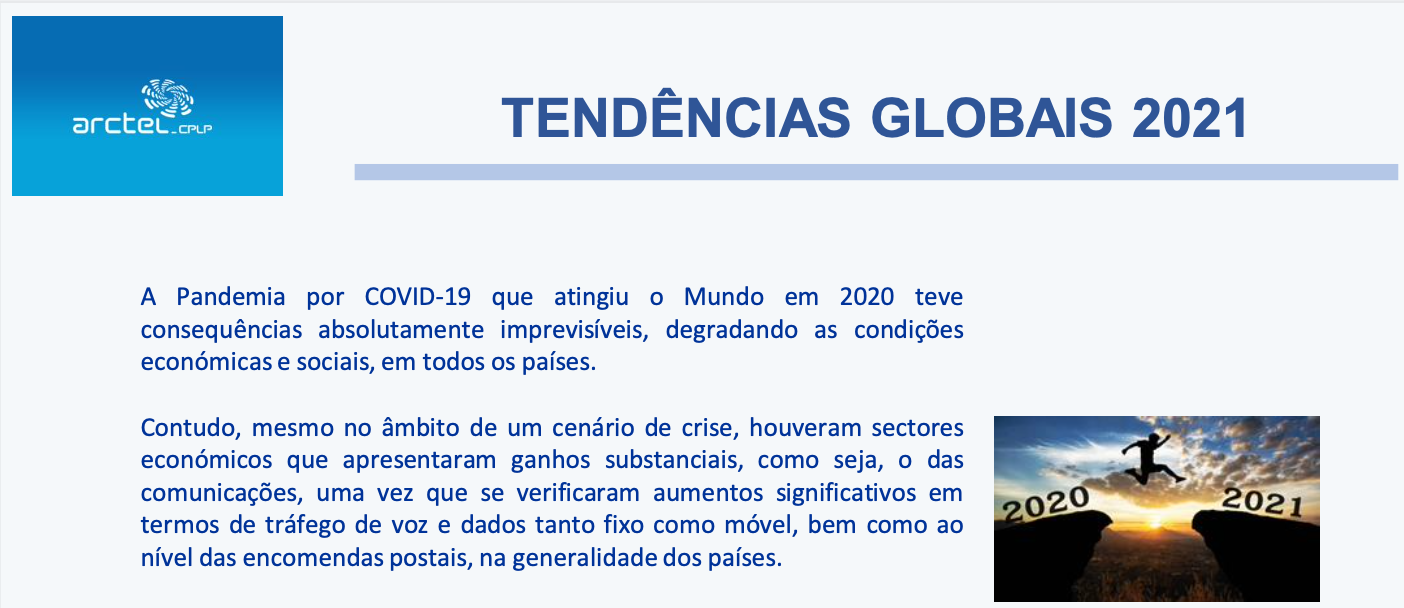 arctel_CPLP
TENDÊNCIAS GLOBAIS 2021
A Pandemia por COVID-19 que atingiu o Mundo em 2020 teve
consequências absolutamente imprevisíveis, degradando as condições
económicas e sociais, em todos os países.
Contudo, mesmo no âmbito de um cenário de crise, houveram sectores
económicos que apresentaram ganhos substanciais, como seja, o das
comunicações, uma vez que se verificaram aumentos significativos em
termos de tráfego de voz e dados tanto fixo como móvel, bem como ao
nível das encomendas postais, na generalidade dos países.
2020
2021